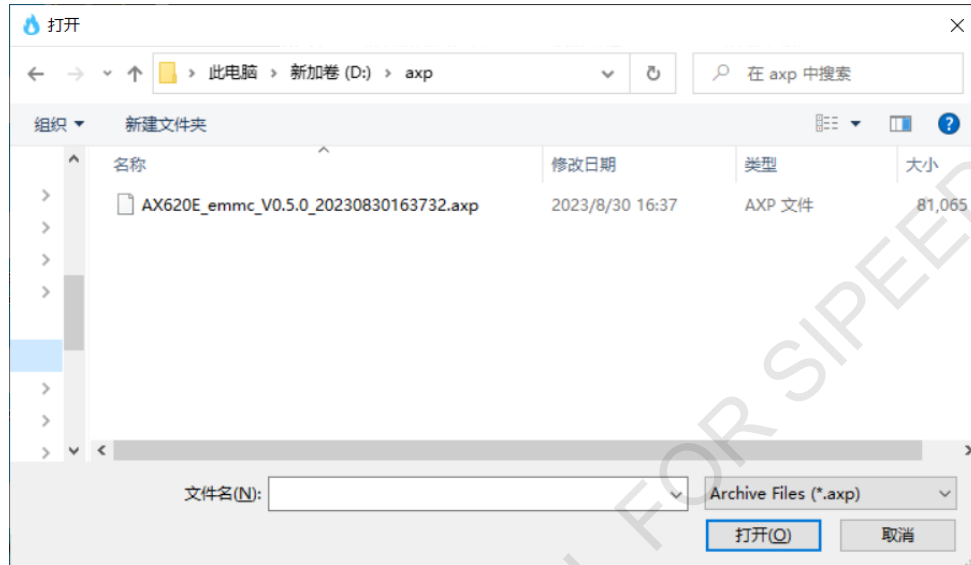 打开
此电脑 › 新加卷 (D:) › axp
在 axp 中搜索
组织
新建文件夹
名称
修改日期
类型
大小
AX620E_emmc_V0.5.0_20230830163732.axp
2023/8/30 16:37
AXP 文件
81,065
文件名(N):
Archive Files (*.axp)
打开(O)
取消
FOR SIPEED